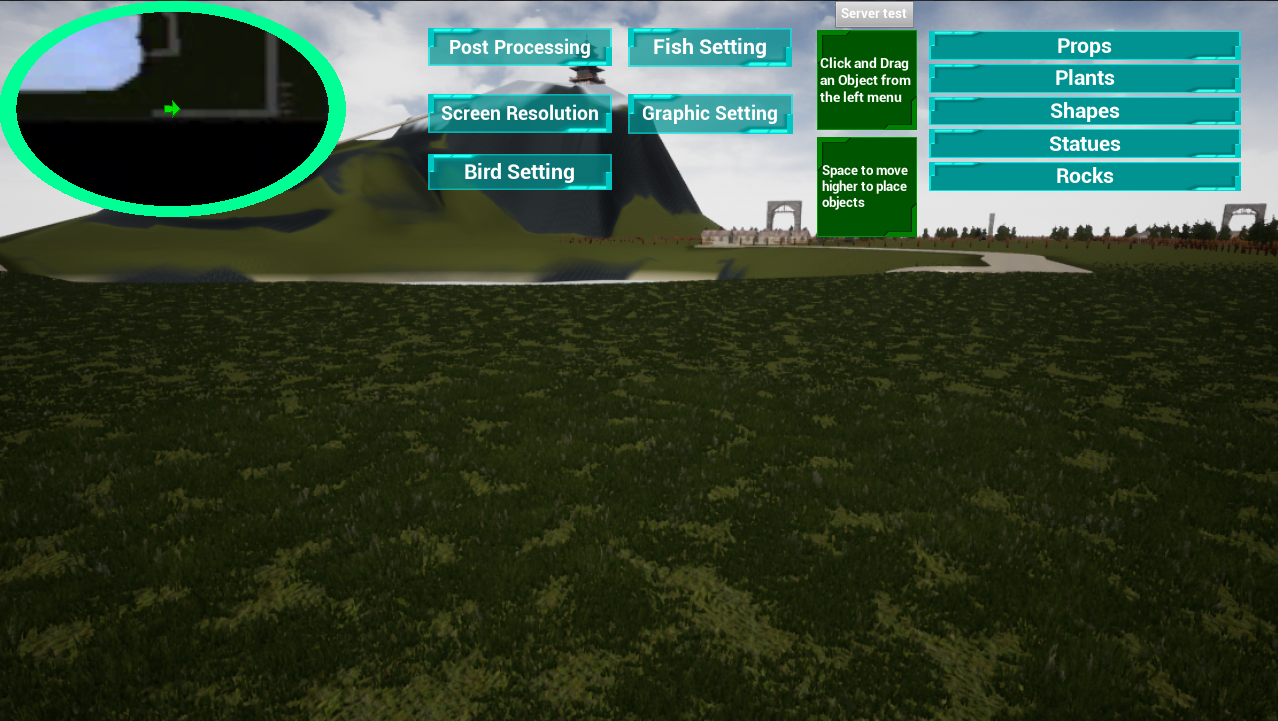 Server test
Post Processing
Fish Setting
Screen Resolution
Graphic Setting
Bird Setting
Click and Drag
an Object from
the left menu
Space to move
higher to place
objects
Props
Plants
Shapes
Statues
Rocks